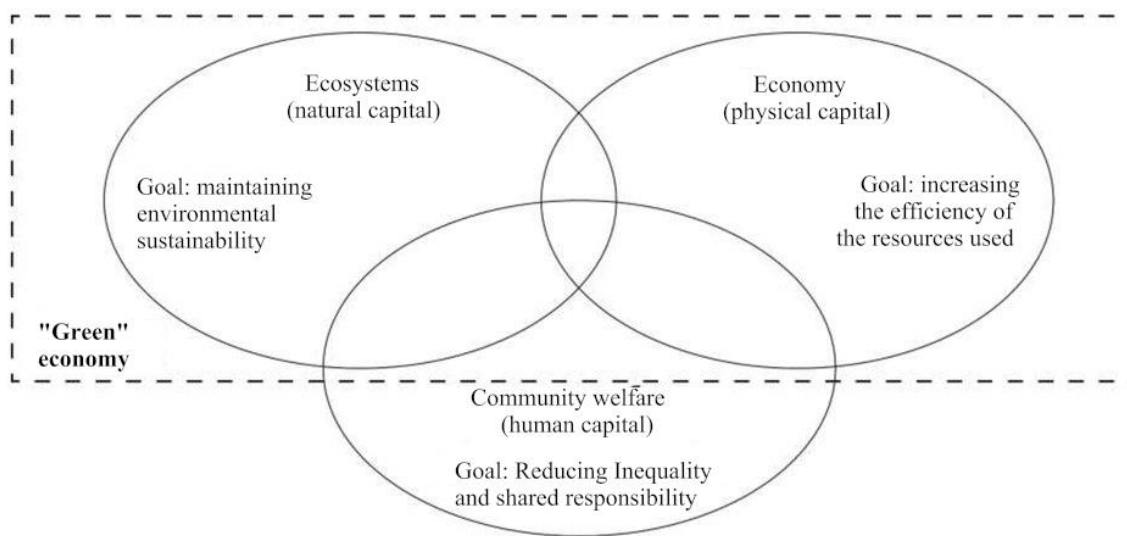 Ecosystems
(natural capital)
Economy
(physical capital)
Goal: maintaining
environmental
sustainability
Goal: increasing
the efficiency of
the resources used
"Green"
economy
Community welfare
(human capital)
Goal: Reducing Inequality
and shared responsibility